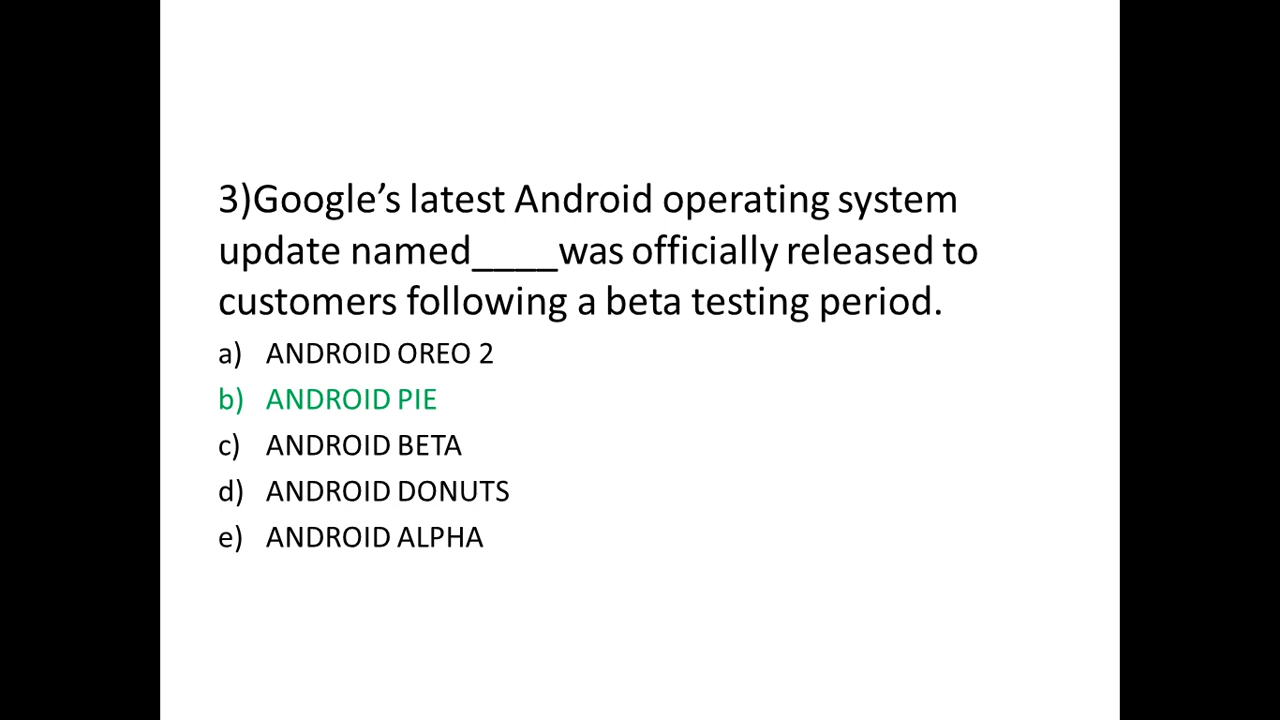 3)Google’s latest Android operating system
update named____was officially released to
customers following a beta testing period.
a) ANDROID OREO 2
b) ANDROID PIE
c) ANDROID BETA
d) ANDROID DONUTS
e) ANDROID ALPHA